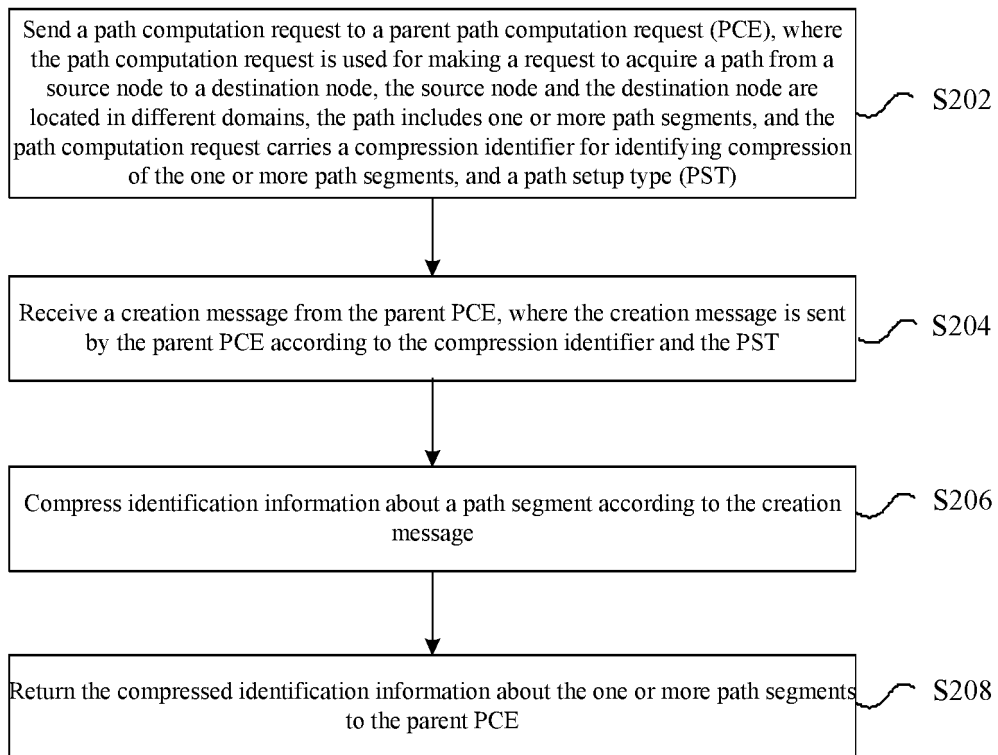 Send a path computation request to a parent path computation request (PCE), where
the path computation request is used for making a request to acquire a path from a
source node to a destination node, the source node and the destination node are
located in different domains, the path includes one or more path segments, and the
path computation request carries a compression identifier for identifying compression
of the one or more path segments, and a path setup type (PST)
S202
Receive a creation message from the parent PCE, where the creation message is sent
by the parent PCE according to the compression identifier and the PST
S204
Compress identification information about a path segment according to the creation
message
S206
Return the compressed identification information about the one or more path segments
to the parent PCE
S208